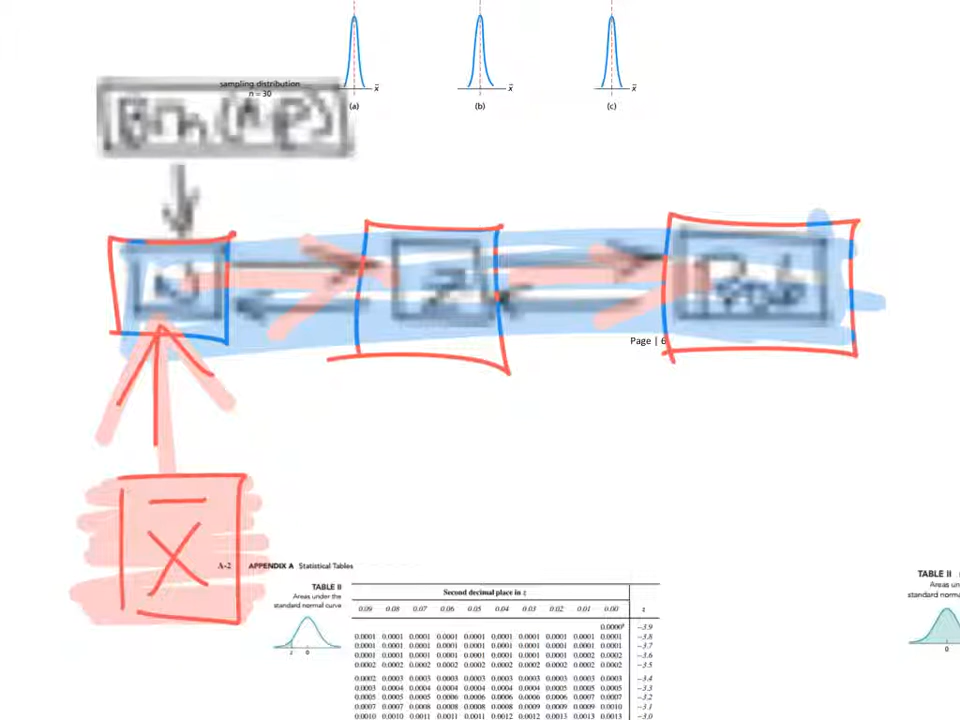 sampling distribution
n = 30
x̄ x̄ x̄
(a) (b) (c)
Bin(n,p)
N Z
Page | 6
X̄
A-2 APPENDIX A Statistical Tables
TABLE II
Areas under the
standard normal curve
Second decimal place in z
0.09 0.08 0.07 0.06 0.05 0.04 0.03 0.02 0.01 0.00 z
0.0000† −3.9
0.0001 0.0001 0.0001 0.0001 0.0001 0.0001 0.0001 0.0001 0.0001 0.0001 −3.8
0.0001 0.0001 0.0001 0.0001 0.0001 0.0001 0.0001 0.0001 0.0001 0.0001 −3.7
0.0001 0.0001 0.0001 0.0001 0.0001 0.0001 0.0001 0.0001 0.0002 0.0002 −3.6
0.0002 0.0002 0.0002 0.0002 0.0002 0.0002 0.0002 0.0002 0.0002 0.0002 −3.5
0.0002 0.0003 0.0003 0.0003 0.0003 0.0003 0.0003 0.0003 0.0003 0.0003 −3.4
0.0003 0.0004 0.0004 0.0004 0.0004 0.0004 0.0004 0.0005 0.0005 0.0005 −3.3
0.0005 0.0005 0.0005 0.0006 0.0006 0.0006 0.0006 0.0006 0.0007 0.0007 −3.2
0.0007 0.0007 0.0008 0.0008 0.0008 0.0008 0.0009 0.0009 0.0009 0.0010 −3.1
0.0010 0.0010 0.0011 0.0011 0.0011 0.0012 0.0012 0.0013 0.0013 0.0013 −3.0
z 0
TABLE II
Areas un
standard norma
0